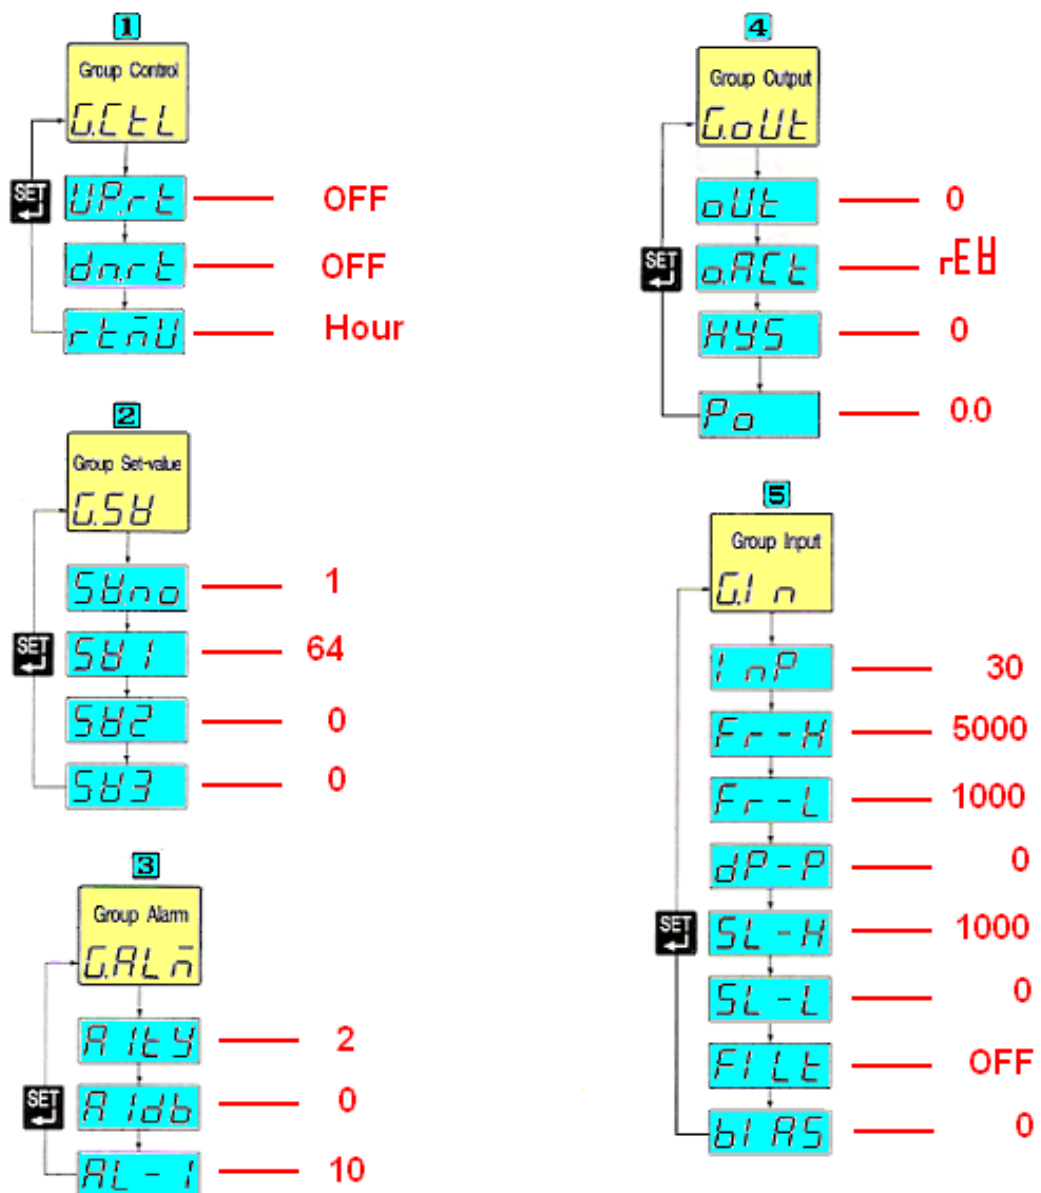 1
Group Control
G.CtL
SET
UP.rt OFF
dn.rt OFF
rtmU Hour
2
Group Set-value
G.SV
SET
SV.no 1
SV1 64
SV2 0
SV3 0
3
Group Alarm
G.ALm
SET
A1tY 2
A1db 0
AL-1 10
4
Group Output
G.oUt
SET
oUt 0
o.ACt rEV
HYS 0
Po 0.0
5
Group Input
G.In
SET
InP 30
Fr-H 5000
Fr-L 1000
dP-P 0
SL-H 1000
SL-L 0
FILt OFF
bIAS 0